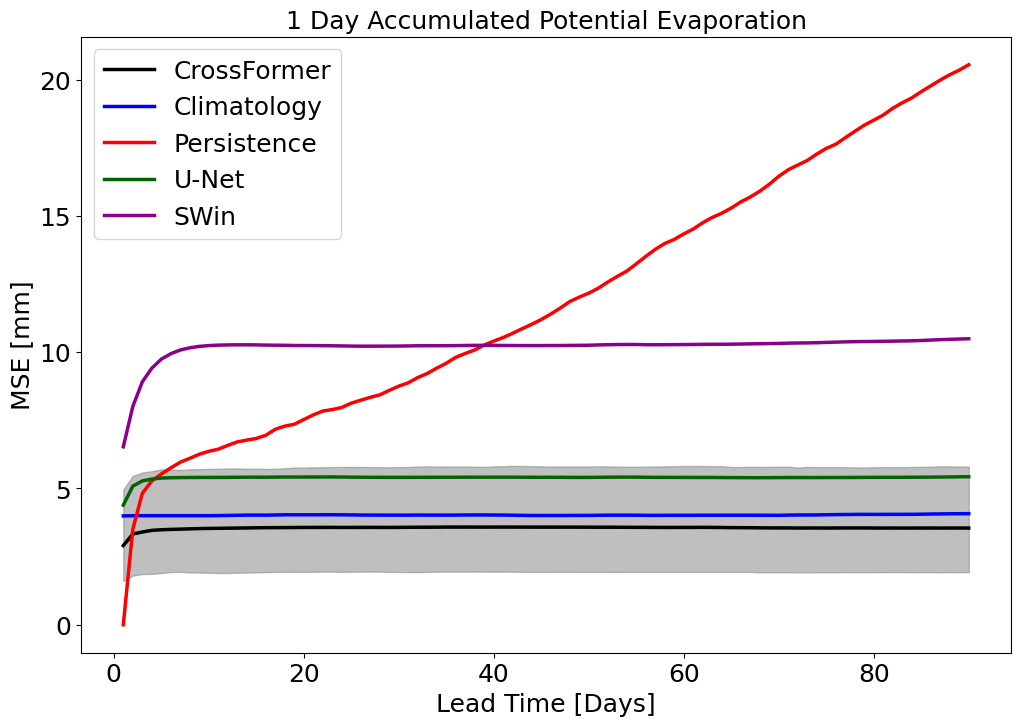 1 Day Accumulated Potential Evaporation
CrossFormer
Climatology
Persistence
U-Net
SWin
MSE [mm]
20
15
10
5
0
0 20 40 60 80
Lead Time [Days]